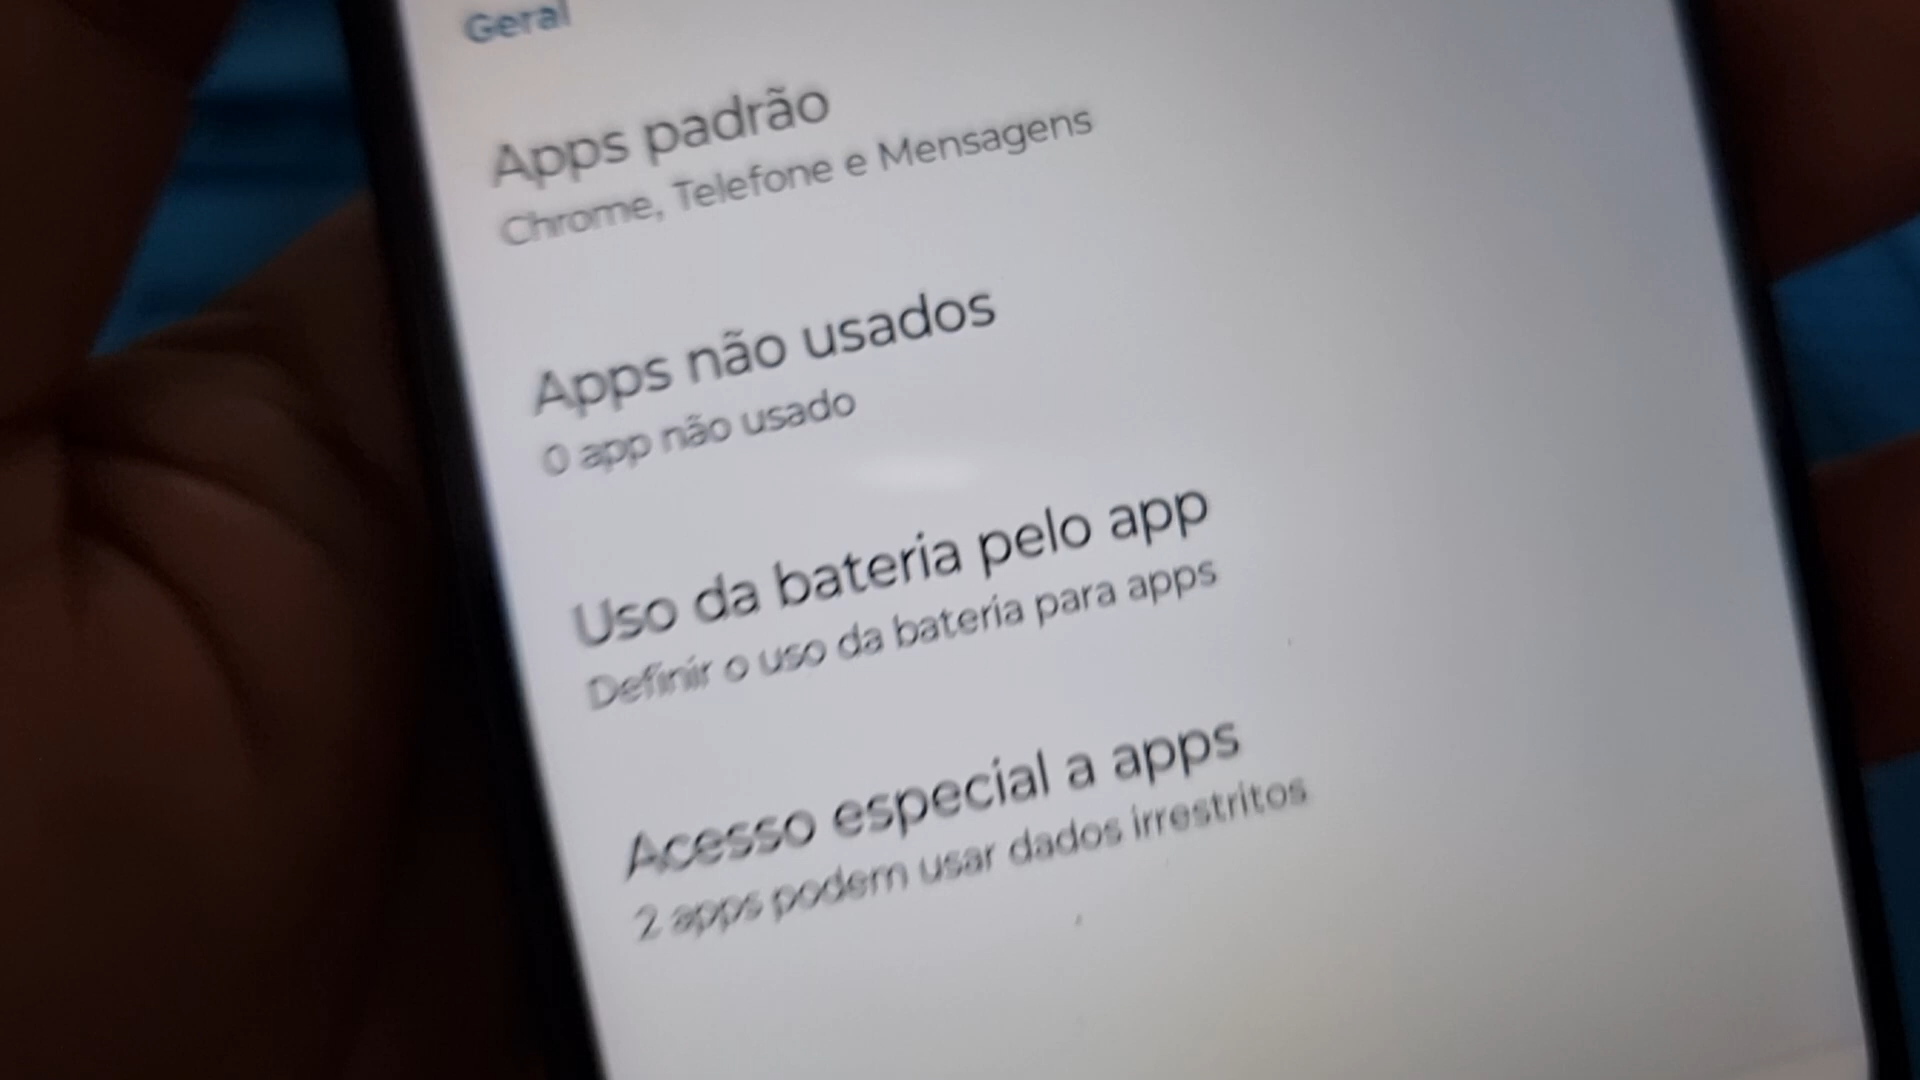 Geral
Apps padrão
Chrome, Telefone e Mensagens
Apps não usados
0 app não usado
Uso da bateria pelo app
Definir o uso da bateria para apps
Acesso especial a apps
2 apps podem usar dados irrestritos